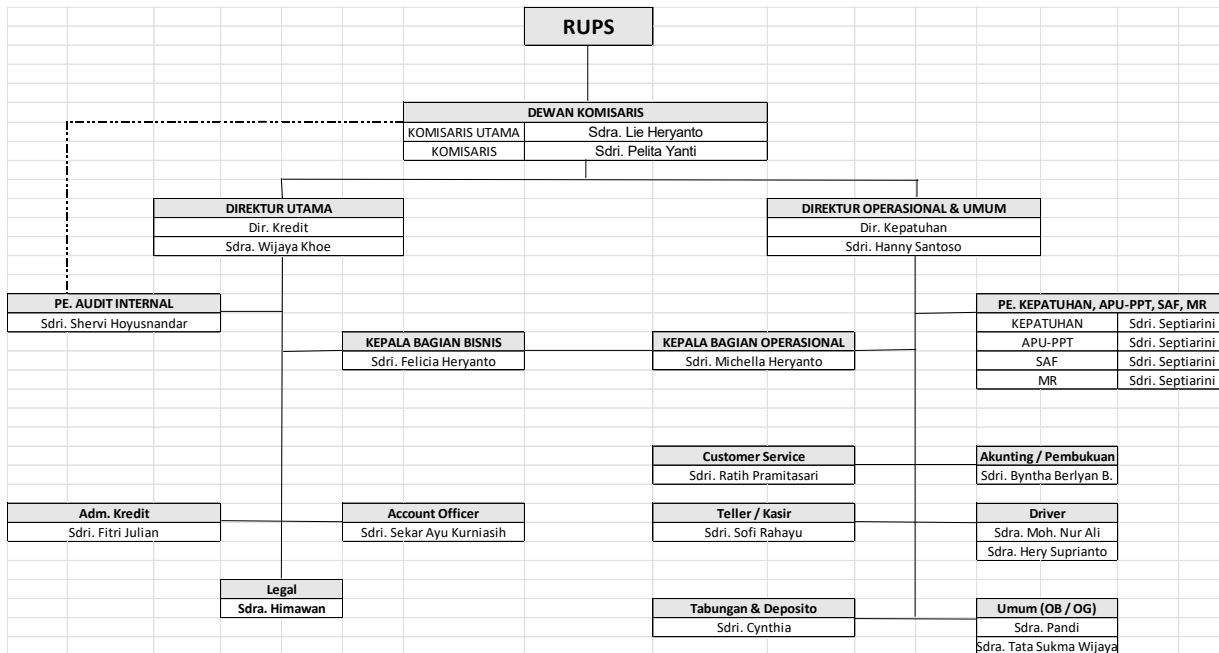 RUPS
DEWAN KOMISARIS
KOMISARIS UTAMA Sdra. Lie Heryanto
KOMISARIS Sdri. Pelita Yanti
DIREKTUR UTAMA
Dir. Kredit
Sdra. Wijaya Khoe
DIREKTUR OPERASIONAL & UMUM
Dir. Kepatuhan
Sdri. Hanny Santoso
PE. AUDIT INTERNAL
Sdri. Shervi Hoyusnandar
PE. KEPATUHAN, APU-PPT, SAF, MR
KEPATUHAN Sdri. Septiarini
APU-PPT Sdri. Septiarini
SAF Sdri. Septiarini
MR Sdri. Septiarini
KEPALA BAGIAN BISNIS
Sdri. Felicia Heryanto
KEPALA BAGIAN OPERASIONAL
Sdri. Michella Heryanto
Customer Service
Sdri. Ratih Pramitasari
Akunting / Pembukuan
Sdri. Byntha Berlyan B.
Adm. Kredit
Sdri. Fitri Julian
Account Officer
Sdri. Sekar Ayu Kurniasih
Teller / Kasir
Sdri. Sofi Rahayu
Driver
Sdra. Moh. Nur Ali
Sdra. Hery Suprianto
Legal
Sdra. Himawan
Tabungan & Deposito
Sdri. Cynthia
Umum (OB / OG)
Sdra. Pandi
Sdra. Tata Sukma Wijaya